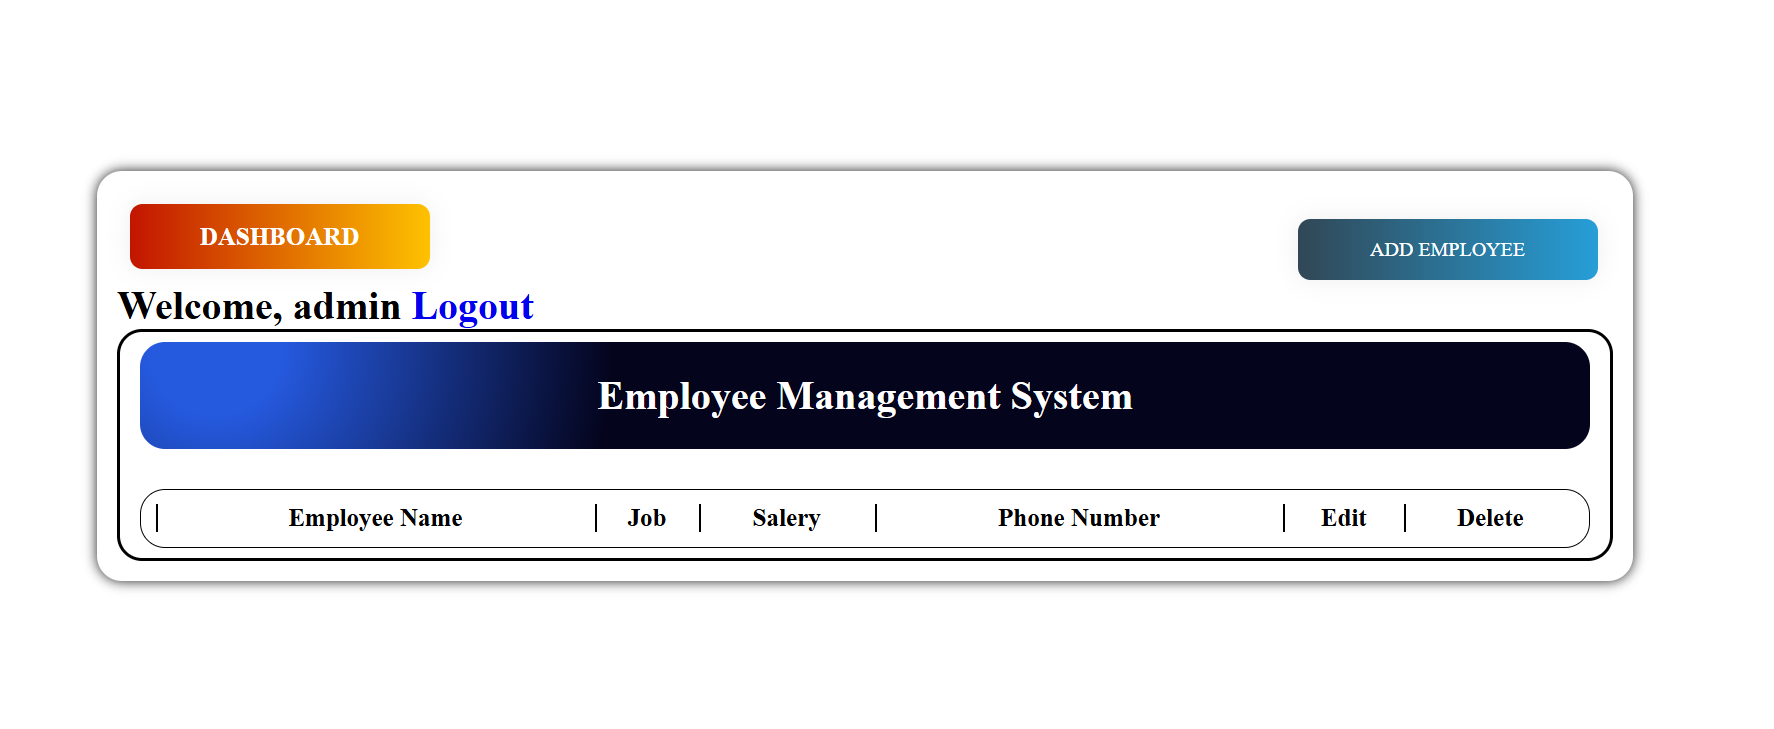 DASHBOARD
ADD EMPLOYEE
Welcome, admin Logout
Employee Management System
Employee Name Job Salery Phone Number Edit Delete